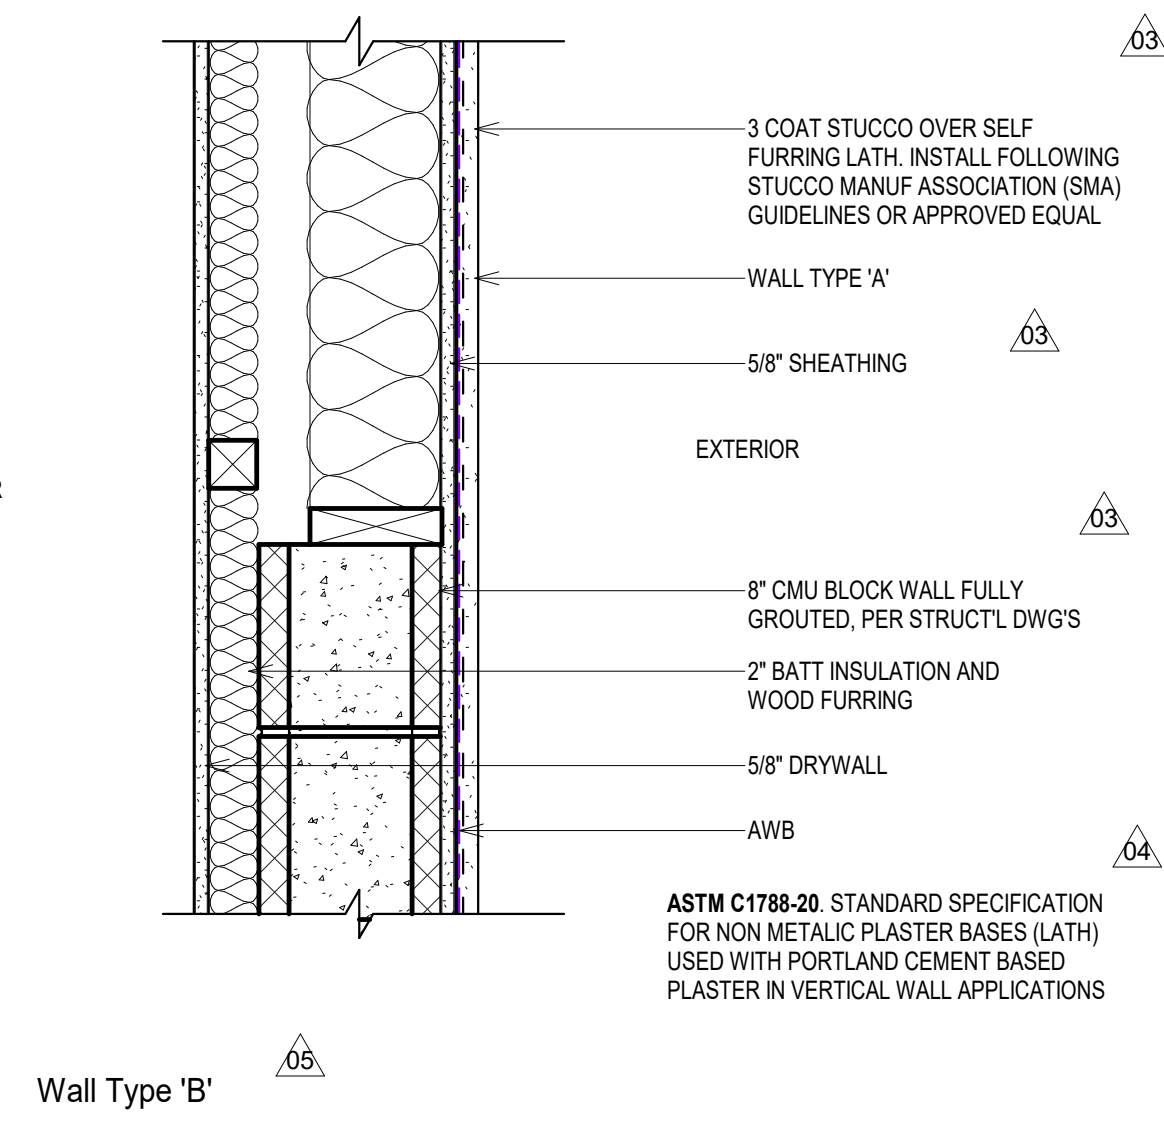 03
3 COAT STUCCO OVER SELF
FURRING LATH. INSTALL FOLLOWING
STUCCO MANUF ASSOCIATION (SMA)
GUIDELINES OR APPROVED EQUAL
WALL TYPE 'A'
03
5/8" SHEATHING
EXTERIOR
R
03
8" CMU BLOCK WALL FULLY
GROUTED, PER STRUCT'L DWG'S
2" BATT INSULATION AND
WOOD FURRING
5/8" DRYWALL
AWB
04
ASTM C1788-20. STANDARD SPECIFICATION
FOR NON METALIC PLASTER BASES (LATH)
USED WITH PORTLAND CEMENT BASED
PLASTER IN VERTICAL WALL APPLICATIONS
05
Wall Type 'B'